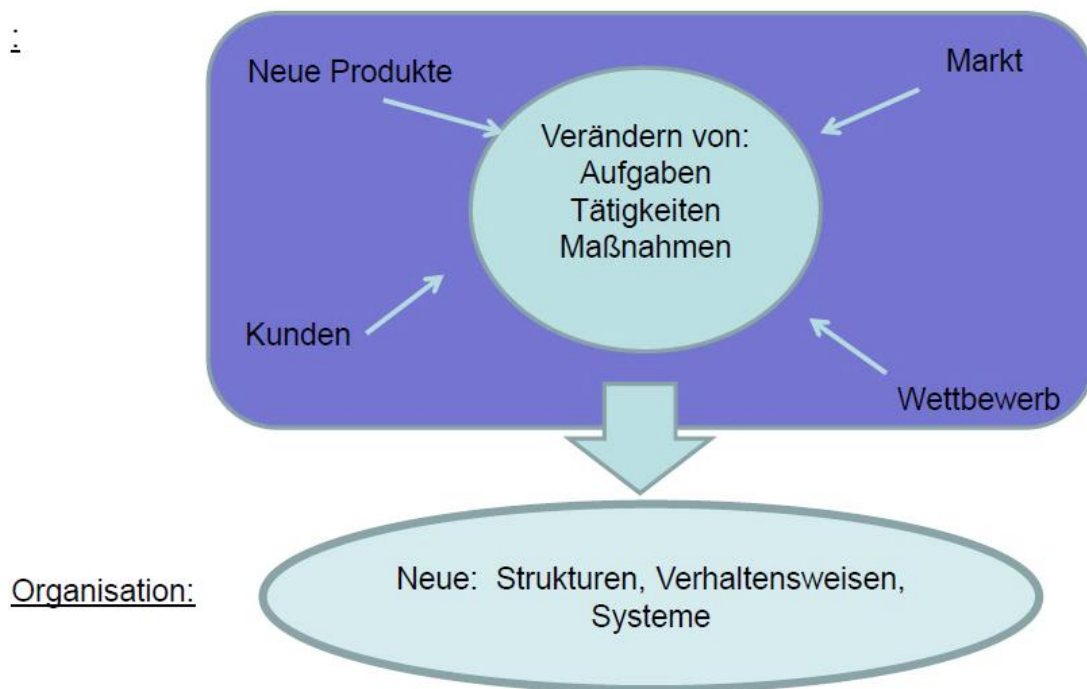 :
Neue Produkte
Markt
Verändern von:
Aufgaben
Tätigkeiten
Maßnahmen
Kunden
Wettbewerb
Organisation:
Neue: Strukturen, Verhaltensweisen,
Systeme